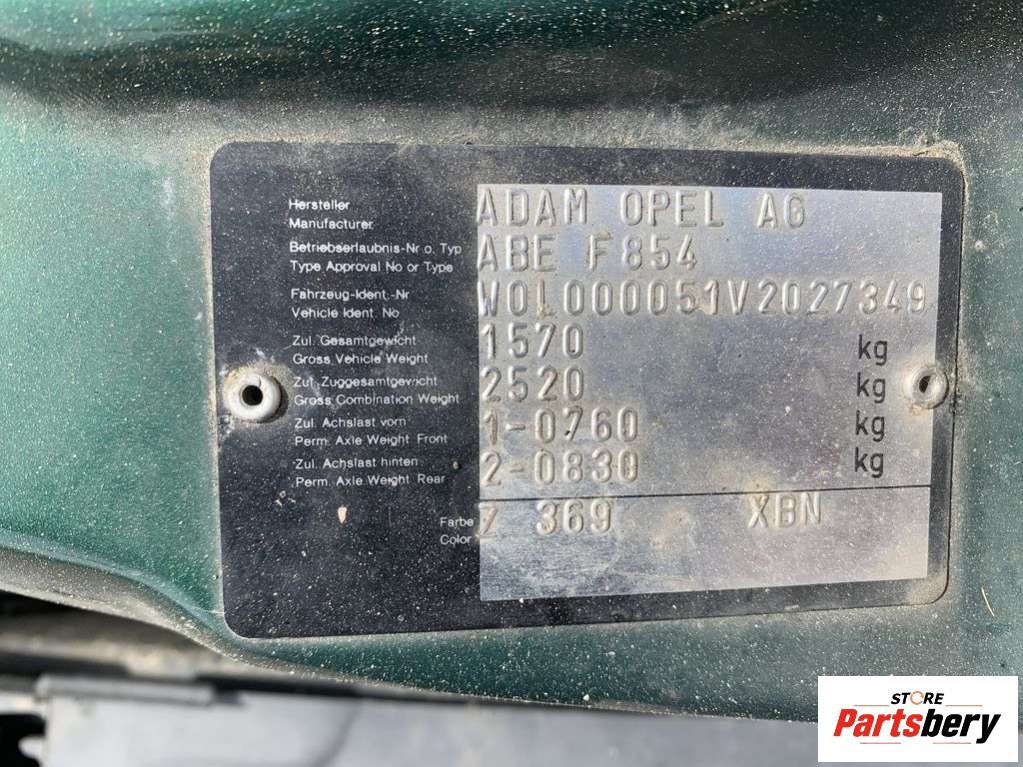 Hersteller
Manufacturer
ADAM OPEL AG
Betriebserlaubnis-Nr o. Typ
Type Approval No or Type
ABE F854
Fahrzeug-Ident.-Nr
Vehicle Ident. No
W0L000051V2027349
Zul. Gesamtgewicht
Gross Vehicle Weight
1570 kg
Zul. Zuggesamtgewicht
Gross Combination Weight
2520 kg
Zul. Achslast vorn
Perm. Axle Weight Front
1-0760 kg
Zul. Achslast hinten
Perm. Axle Weight Rear
2-0830 kg
Farbe
Color
Z 369 XBN
STORE
Partsbery